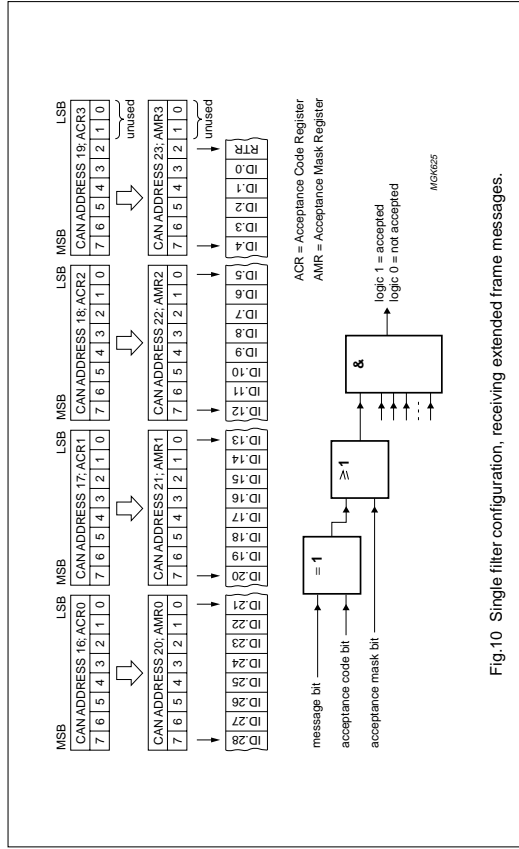 MSB LSB MSB LSB MSB LSB MSB LSB
CAN ADDRESS 16; ACR0 CAN ADDRESS 17; ACR1 CAN ADDRESS 18; ACR2 CAN ADDRESS 19; ACR3
7 6 5 4 3 2 1 0 7 6 5 4 3 2 1 0 7 6 5 4 3 2 1 0 7 6 5 4 3 2 1 0
unused
CAN ADDRESS 20; AMR0 CAN ADDRESS 21; AMR1 CAN ADDRESS 22; AMR2 CAN ADDRESS 23; AMR3
7 6 5 4 3 2 1 0 7 6 5 4 3 2 1 0 7 6 5 4 3 2 1 0 7 6 5 4 3 2 1 0
unused
ID.28 ID.27 ID.26 ID.25 ID.24 ID.23 ID.22 ID.21 ID.20 ID.19 ID.18 ID.17 ID.16 ID.15 ID.14 ID.13 ID.12 ID.11 ID.10 ID.9 ID.8 ID.7 ID.6 ID.5 ID.4 ID.3 ID.2 ID.1 ID.0 RTR
ACR = Acceptance Code Register
AMR = Acceptance Mask Register
message bit
acceptance code bit
acceptance mask bit
= 1
≥ 1
&
logic 1 = accepted
logic 0 = not accepted
MGK625
Fig.10 Single filter configuration, receiving extended frame messages.